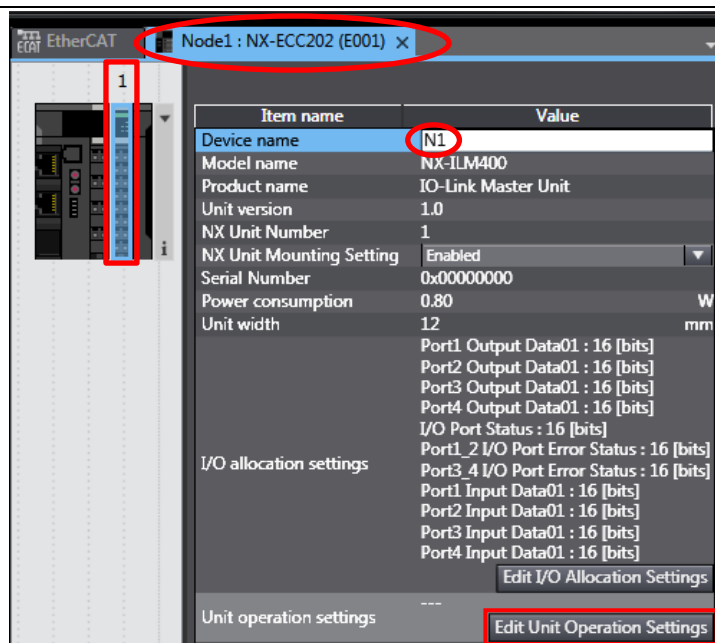 ECAT EtherCAT
Node1 : NX-ECC202 (E001) ×
1
Item name Value
Device name N1
Model name NX-ILM400
Product name IO-Link Master Unit
Unit version 1.0
NX Unit Number 1
NX Unit Mounting Setting Enabled
Serial Number 0x00000000
Power consumption 0.80 W
Unit width 12 mm
I/O allocation settings
Port1 Output Data01 : 16 [bits]
Port2 Output Data01 : 16 [bits]
Port3 Output Data01 : 16 [bits]
Port4 Output Data01 : 16 [bits]
I/O Port Status : 16 [bits]
Port1_2 I/O Port Error Status : 16 [bits]
Port3_4 I/O Port Error Status : 16 [bits]
Port1 Input Data01 : 16 [bits]
Port2 Input Data01 : 16 [bits]
Port3 Input Data01 : 16 [bits]
Port4 Input Data01 : 16 [bits]
Edit I/O Allocation Settings
Unit operation settings ---
Edit Unit Operation Settings
i